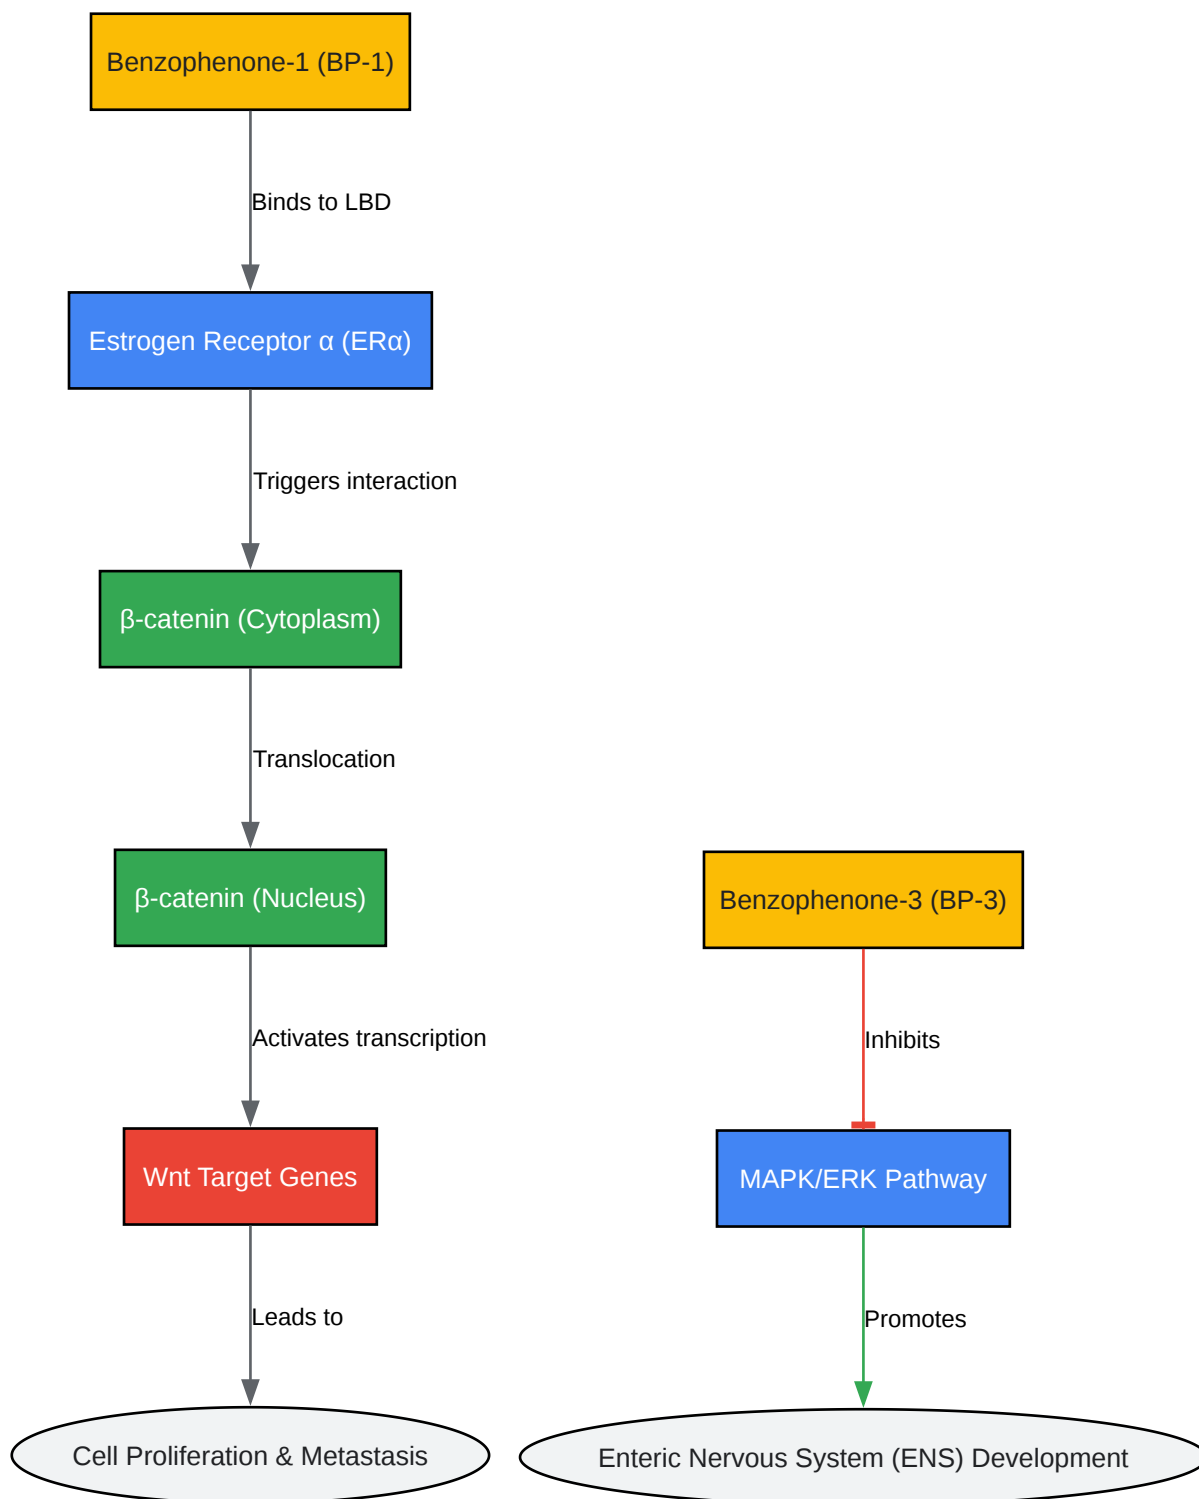 Benzophenone-1 (BP-1)
Binds to LBD
Estrogen Receptor α (ERα)
Triggers interaction
β-catenin (Cytoplasm)
Translocation
β-catenin (Nucleus)
Activates transcription
Wnt Target Genes
Leads to
Cell Proliferation & Metastasis
Benzophenone-3 (BP-3)
Inhibits
MAPK/ERK Pathway
Promotes
Enteric Nervous System (ENS) Development